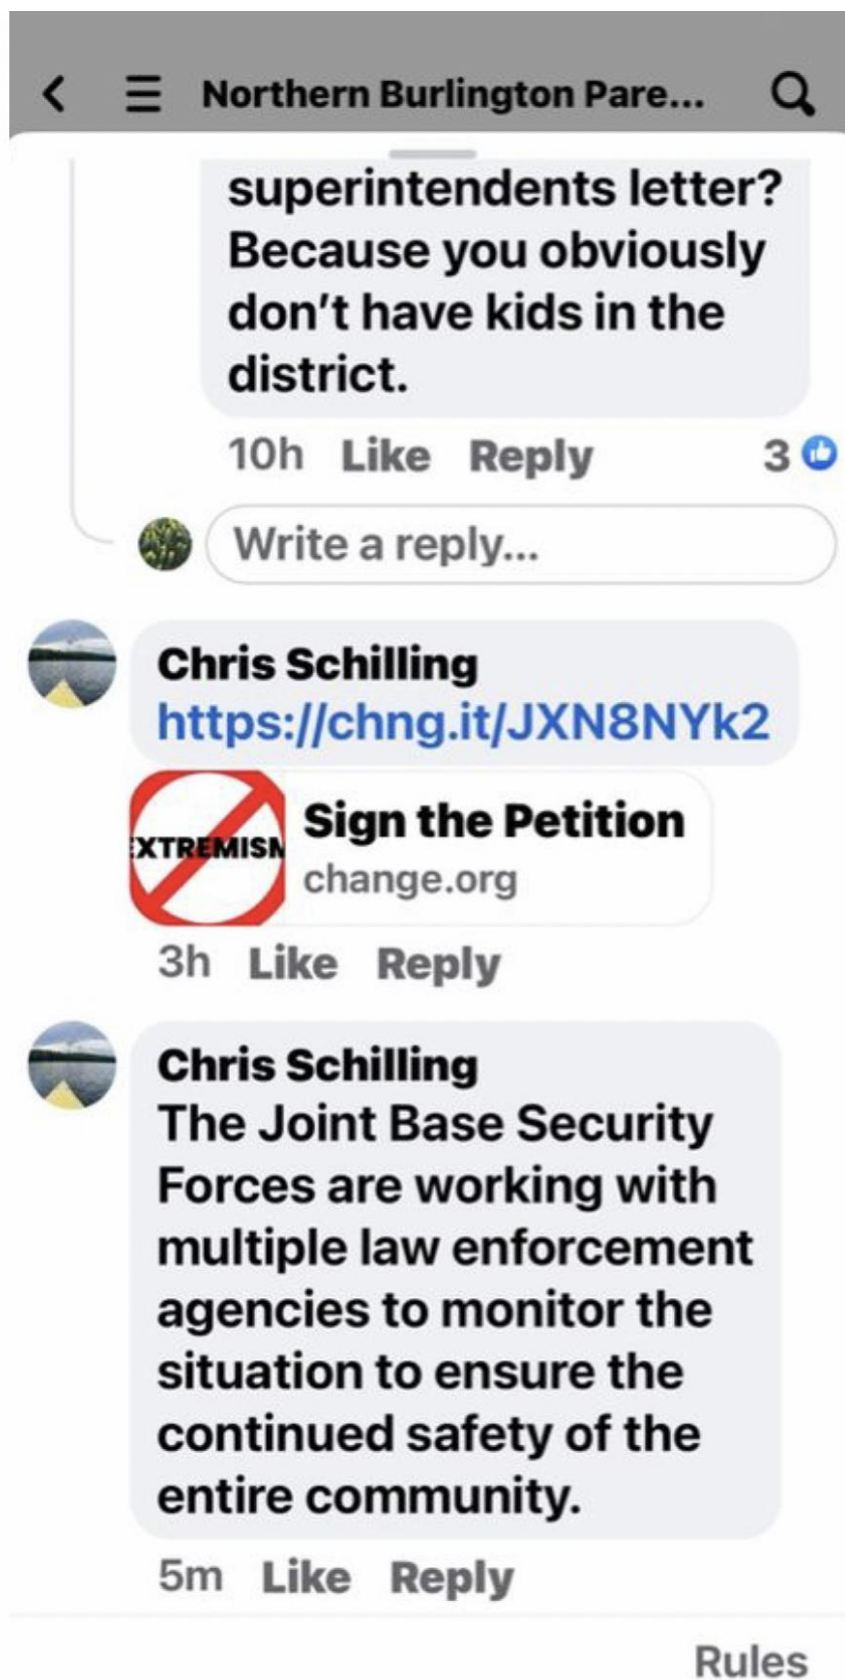 Northern Burlington Pare...
superintendents letter?
Because you obviously
don't have kids in the
district.
10h Like Reply 3
Write a reply...
Chris Schilling
https://chng.it/JXN8NYk2
EXTREMISM
Sign the Petition
change.org
3h Like Reply
Chris Schilling
The Joint Base Security
Forces are working with
multiple law enforcement
agencies to monitor the
situation to ensure the
continued safety of the
entire community.
5m Like Reply
Rules